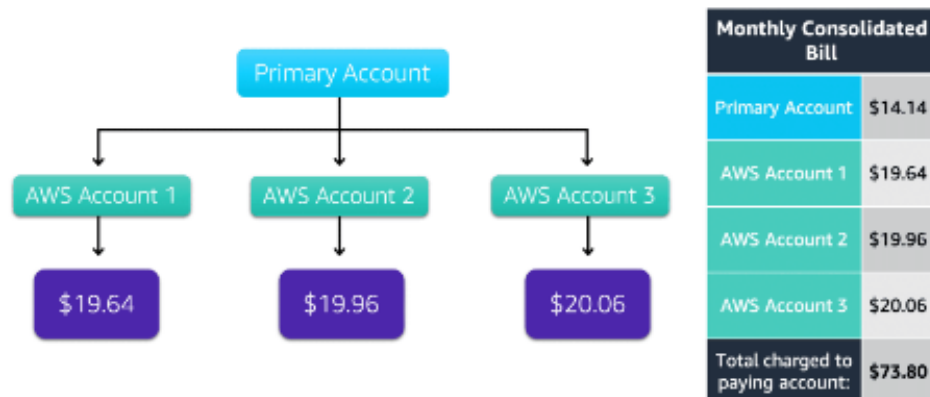 Primary Account
AWS Account 1
AWS Account 2
AWS Account 3
$19.64
$19.96
$20.06
Monthly Consolidated
Bill
Primary Account $14.14
AWS Account 1 $19.64
AWS Account 2 $19.96
AWS Account 3 $20.06
Total charged to
paying account: $73.80